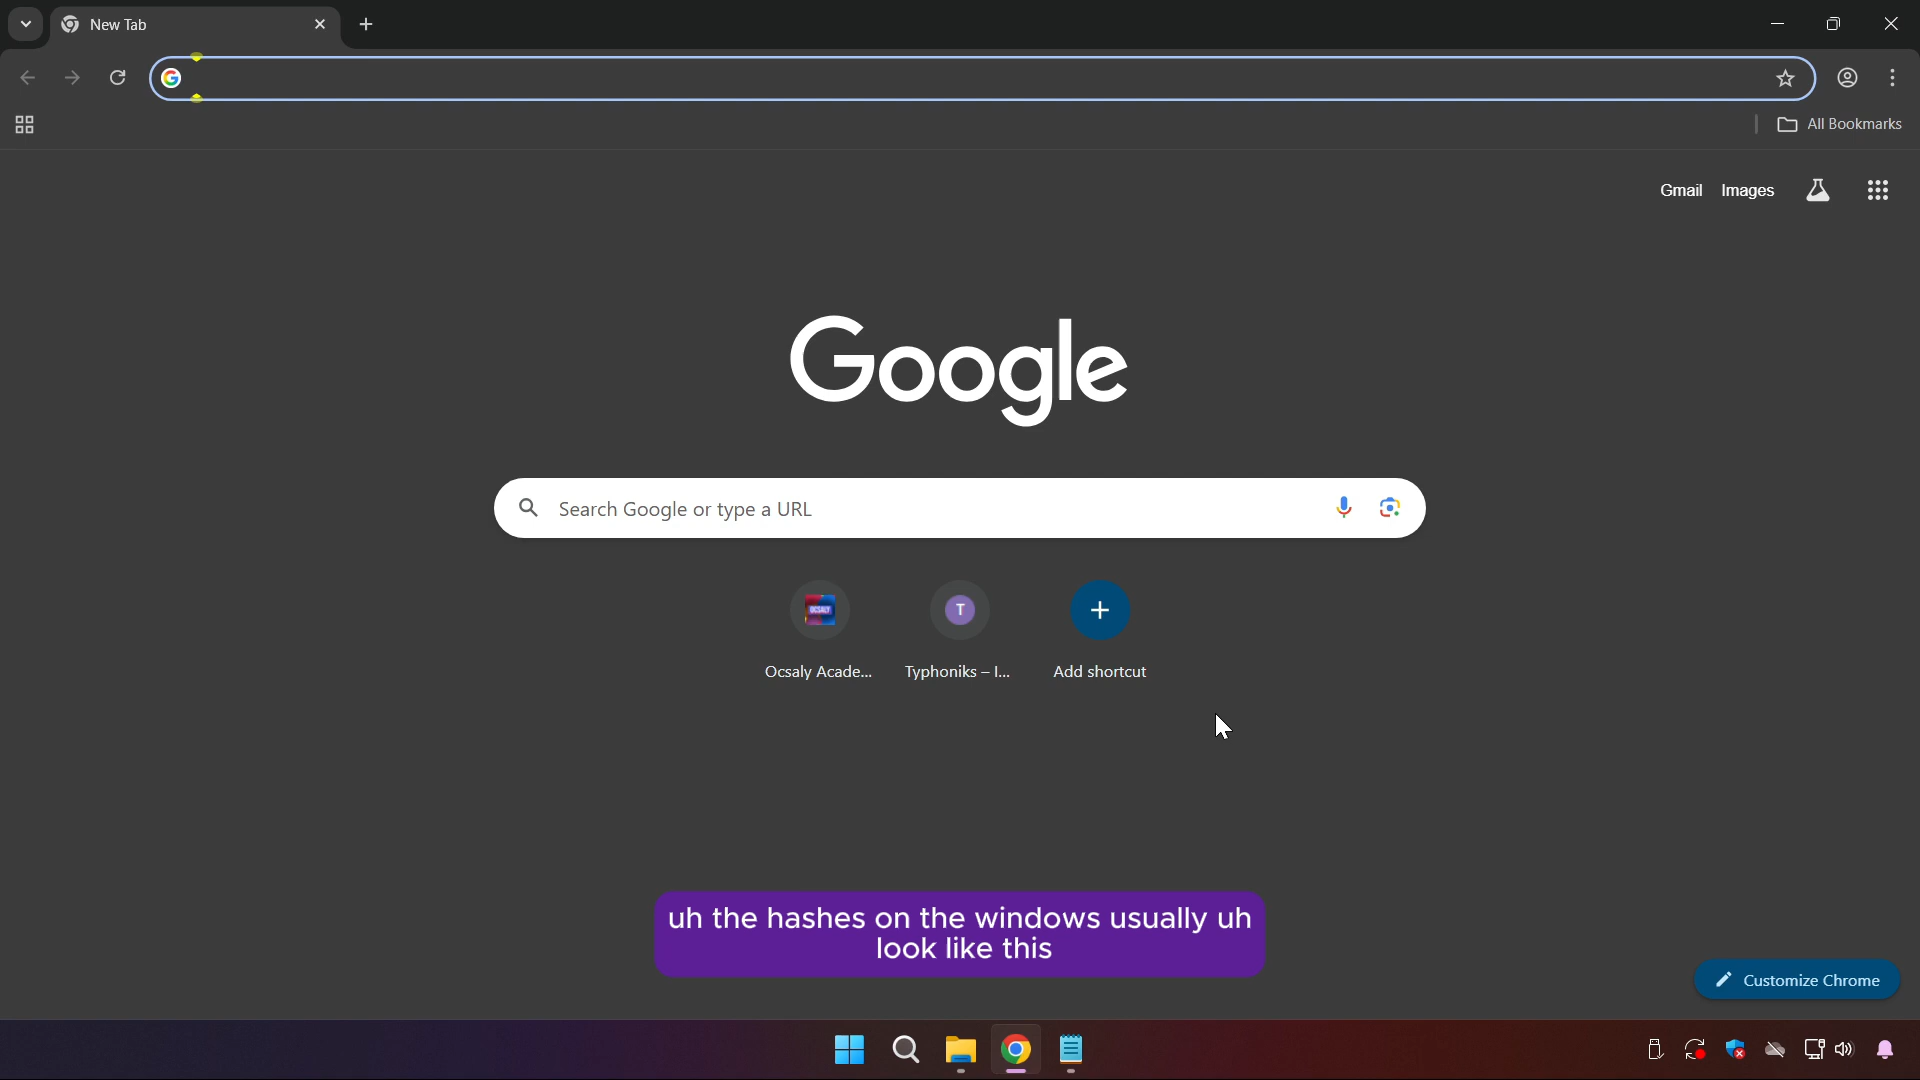 New Tab
All Bookmarks
Gmail Images
Google
Search Google or type a URL
T
OCSALY
Ocsaly Acade... Typhoniks – I... Add shortcut
uh the hashes on the windows usually uh
look like this
Customize Chrome